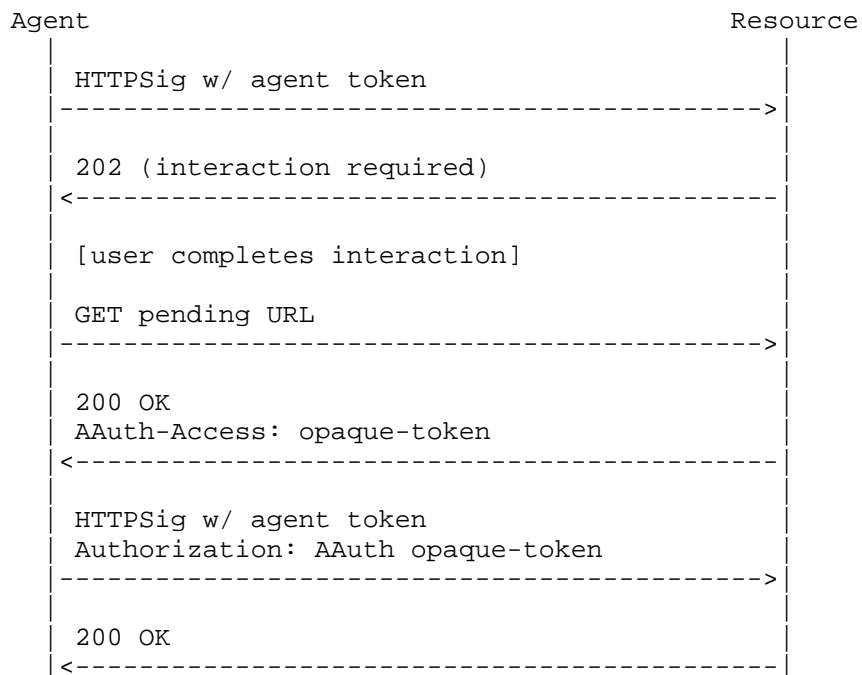 Agent Resource
HTTPSig w/ agent token
202 (interaction required)
[user completes interaction]
GET pending URL
200 OK
AAuth-Access: opaque-token
HTTPSig w/ agent token
Authorization: AAuth opaque-token
200 OK